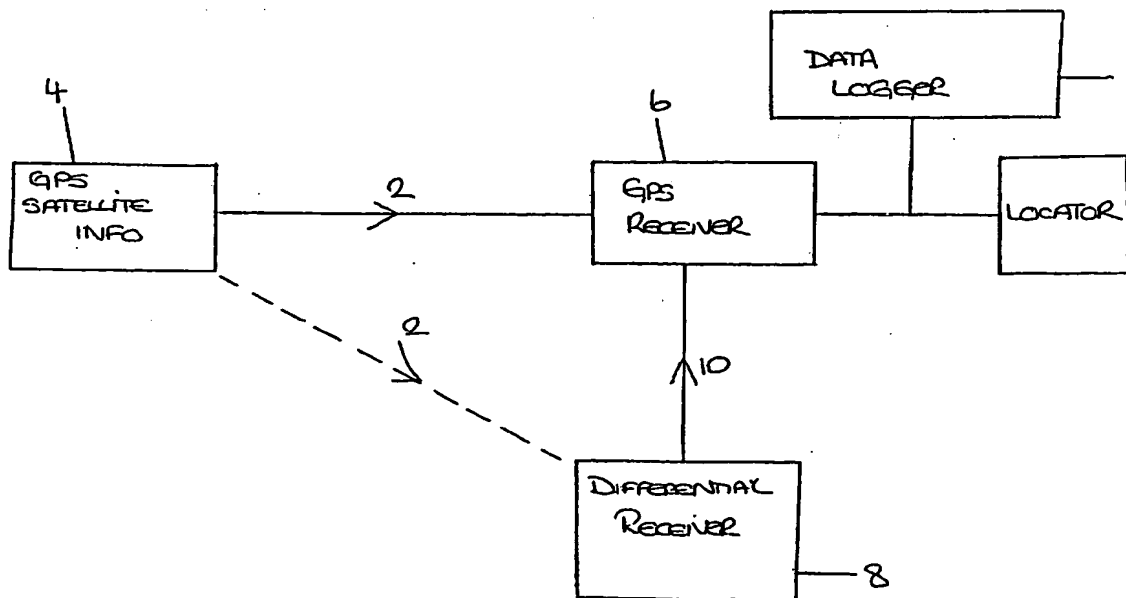 DATA
LOGGER
4
6
GPS
SATELLITE
INFO
2
GPS
RECEIVER
LOCATOR
2
10
DIFFERENTIAL
RECEIVER
8